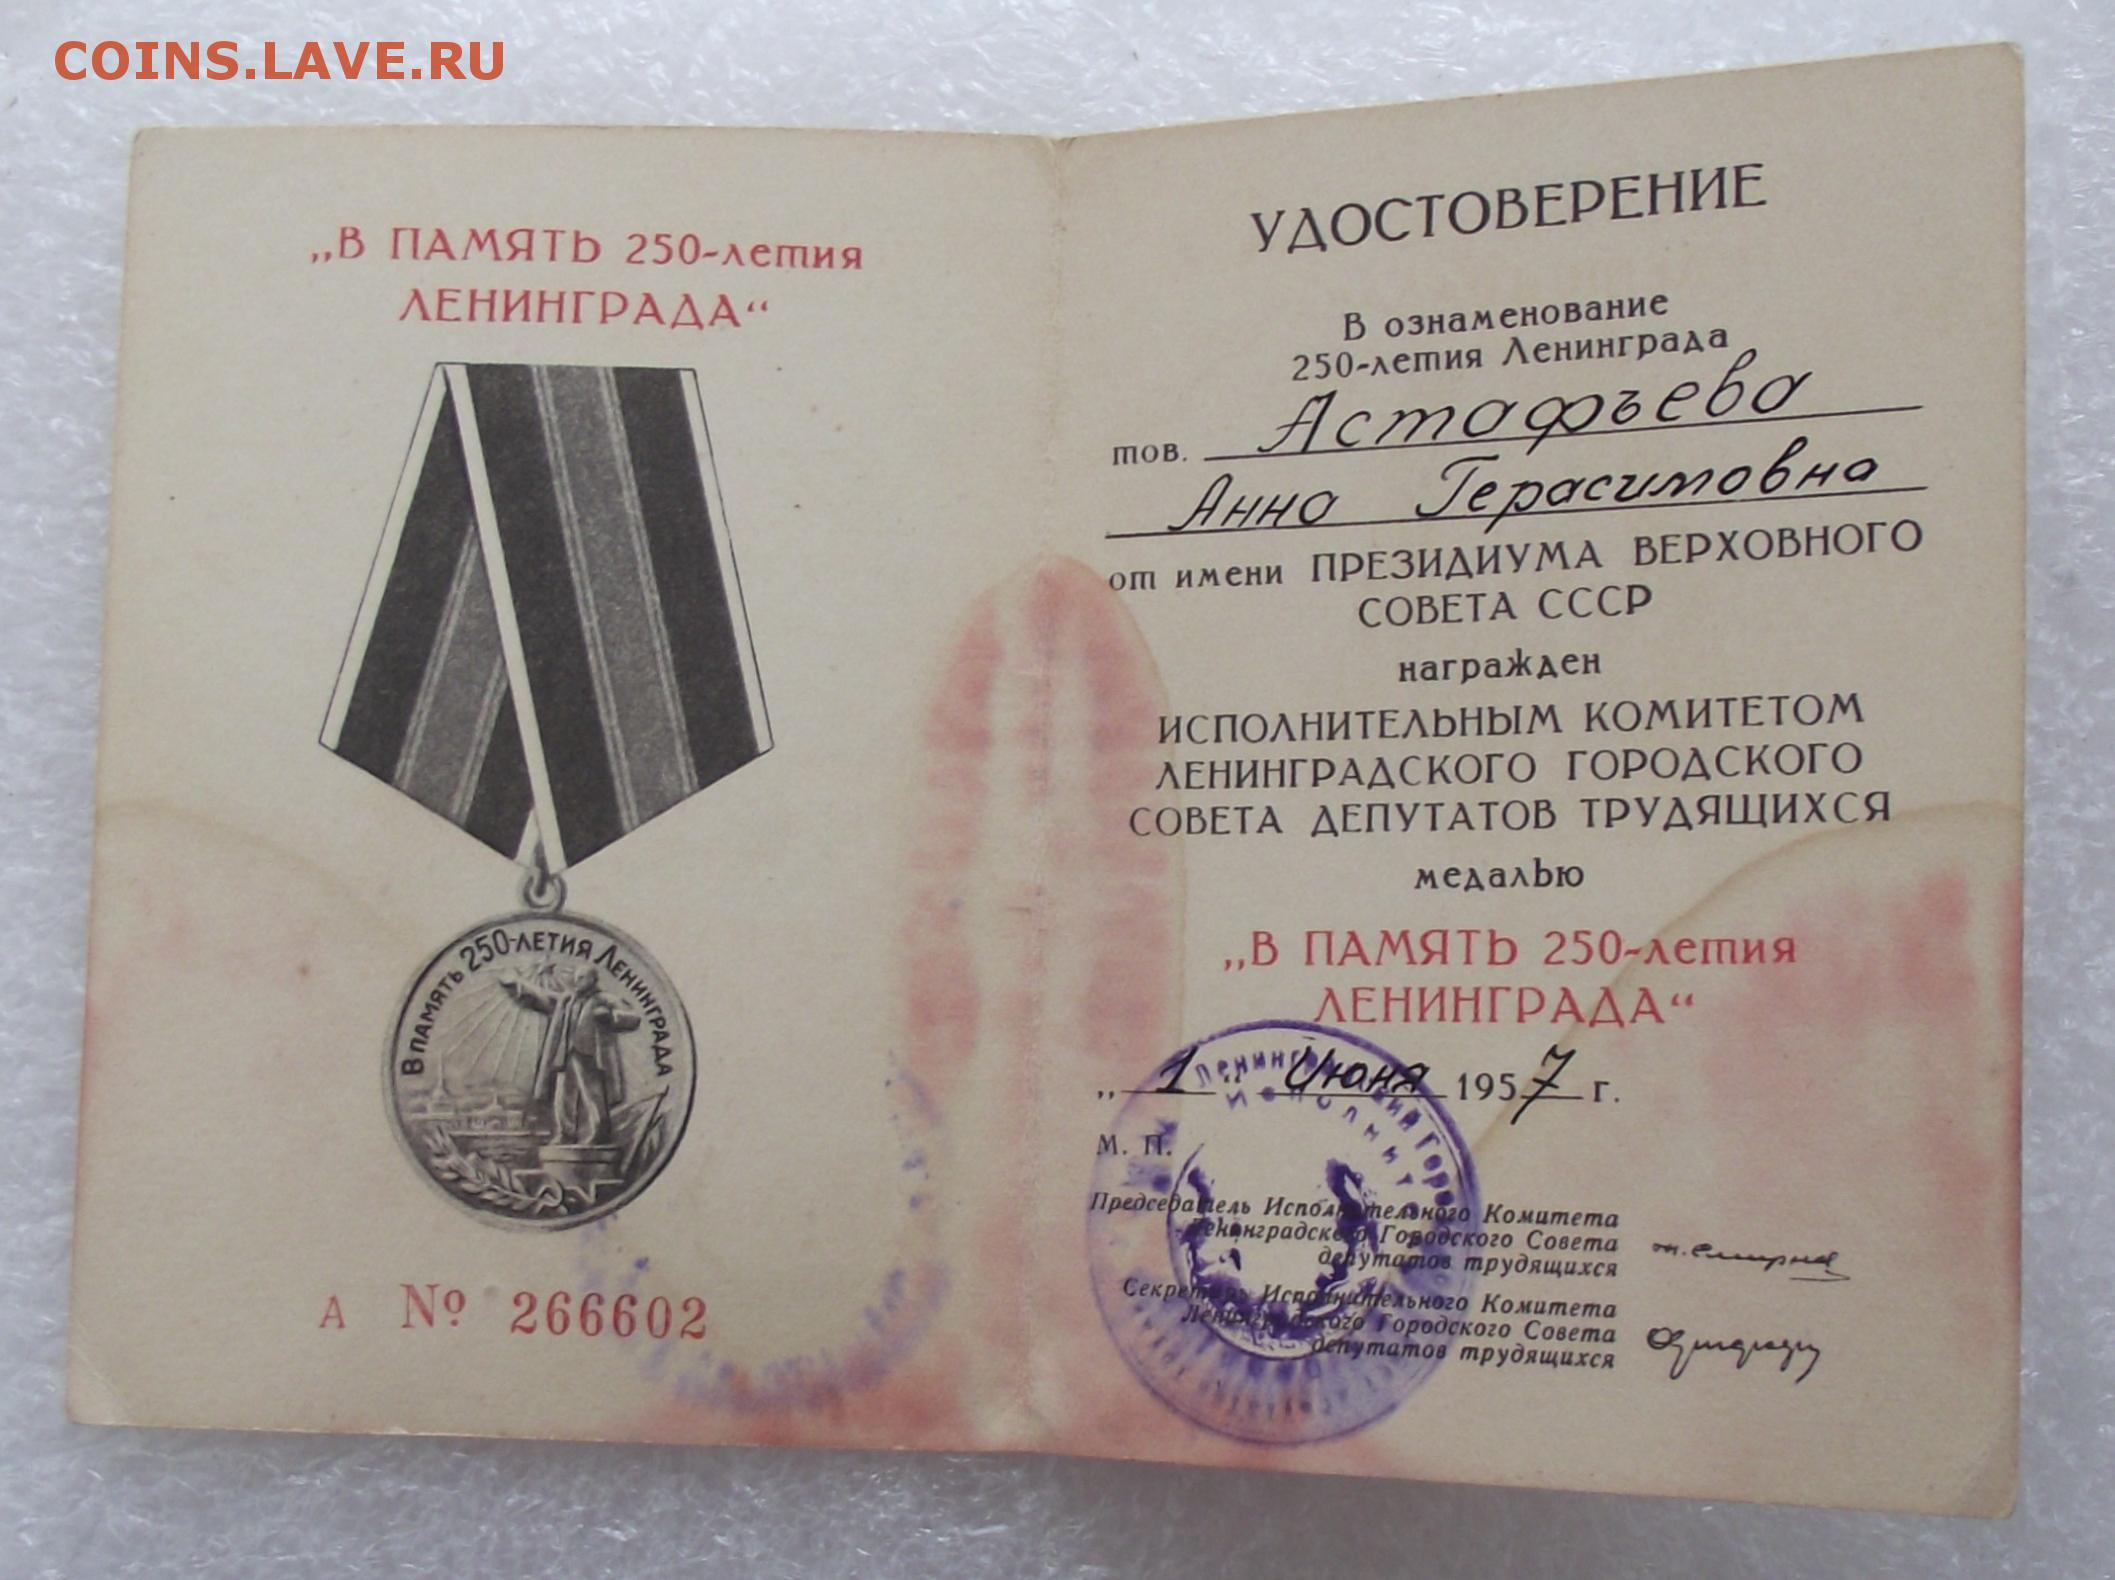 COINS.LAVE.RU
„В ПАМЯТЬ 250-летия
ЛЕНИНГРАДА“
В ПАМЯТЬ 250-ЛЕТИЯ ЛЕНИНГРАДА
А № 266602
УДОСТОВЕРЕНИЕ
В ознаменование
250-летия Ленинграда
тов. Астафьева
Анна Герасимовна
от имени ПРЕЗИДИУМА ВЕРХОВНОГО
СОВЕТА СССР
награжден
ИСПОЛНИТЕЛЬНЫМ КОМИТЕТОМ
ЛЕНИНГРАДСКОГО ГОРОДСКОГО
СОВЕТА ДЕПУТАТОВ ТРУДЯЩИХСЯ
медалью
„В ПАМЯТЬ 250-летия
ЛЕНИНГРАДА“
„1“ Июня 1957 г.
М. П.
Председатель Исполнительного Комитета
Ленинградского Городского Совета
депутатов трудящихся
Секретарь Исполнительного Комитета
Ленинградского Городского Совета
депутатов трудящихся